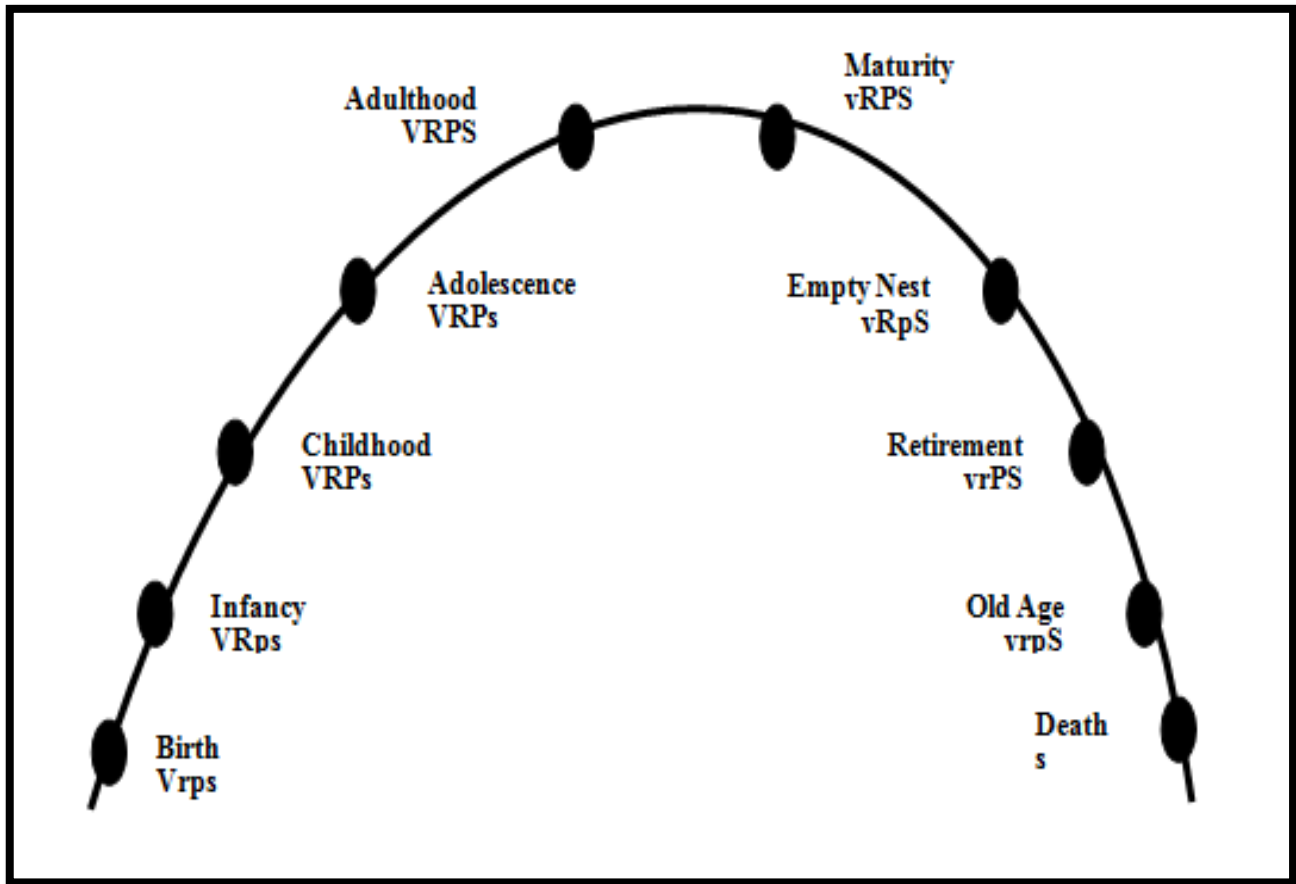 Maturity
vRPS
Adulthood
VRPS
Adolescence
VRPs
Empty Nest
vRpS
Childhood
VRPs
Retirement
vrPS
Infancy
VRps
Old Age
vrpS
Birth
Vrps
Death
s